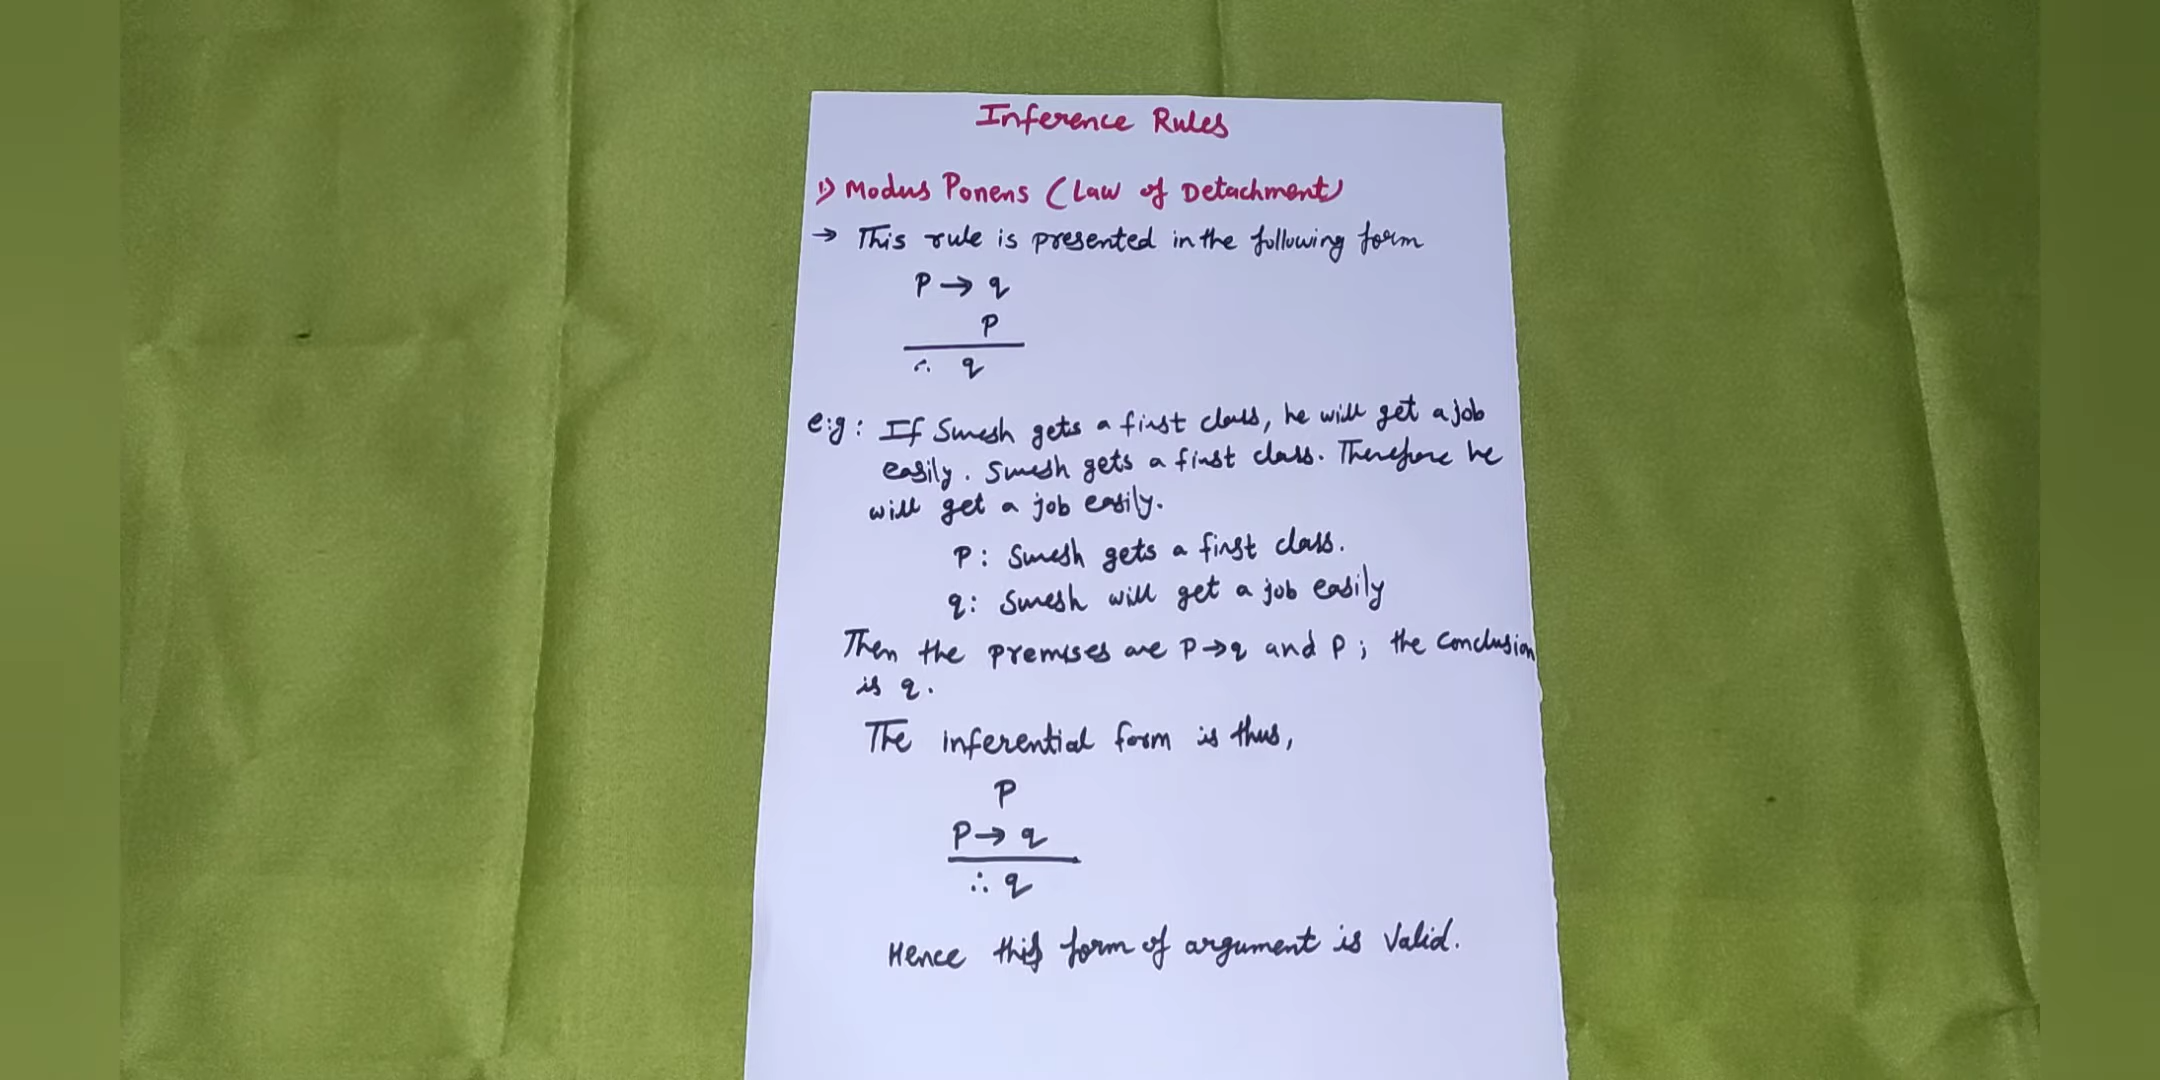 Inference Rules
1) Modus Ponens (Law of Detachment)
→ This rule is presented in the following form
P → q
P
∴ q
e:g: If Suresh gets a first class, he will get a job
easily. Suresh gets a first class. Therefore he
will get a job easily.
P: Suresh gets a first class.
q: Suresh will get a job easily
Then the premises are P→q and P; the conclusion
is q.
The inferential form is thus,
P
P→ q
∴ q
Hence this form of argument is valid.